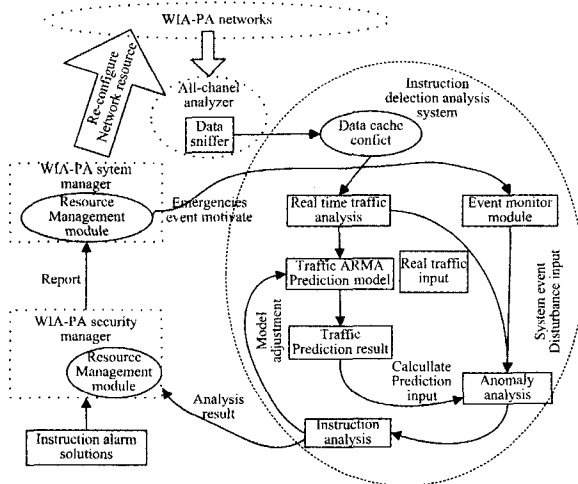 WIA-PA networks
Re-configure
Network resource
All-chanel
analyzer
Data
sniffer
Instruction
delection analysis
system
Data cache
confict
WIA-PA sytem
manager
Resource
Management
module
Emergencies
event motivate
Real time traffic
analysis
Event monitor
module
Report
Traffic ARMA
Prediction model
Real traffic
input
System event
Disturbance input
Model
adjustment
WIA-PA security
manager
Resource
Management
module
Traffic
Prediction result
Calcullate
Prediction
input
Anomaly
analysis
Analysis
result
Instruction
analysis
Instruction alarm
solutions